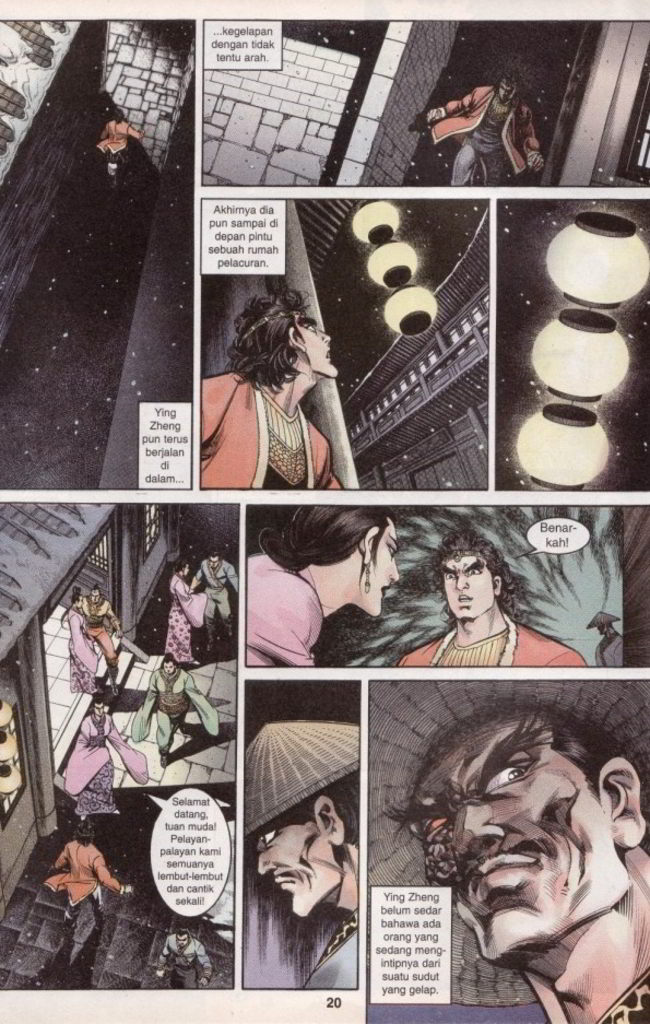 Ying
Zheng
pun terus
berjalan
di
dalam...
...kegelapan
dengan tidak
tentu arah.
Akhirnya dia
pun sampai di
depan pintu
sebuah rumah
pelacuran.
Selamat
datang,
tuan muda!
Pelayan-
palayan kami
semuanya
lembut-lembut
dan cantik
sekali!
Benar-
kah!
Ying Zheng
belum sedar
bahawa ada
orang yang
sedang meng-
intipnya dari
suatu sudut
yang gelap.
20